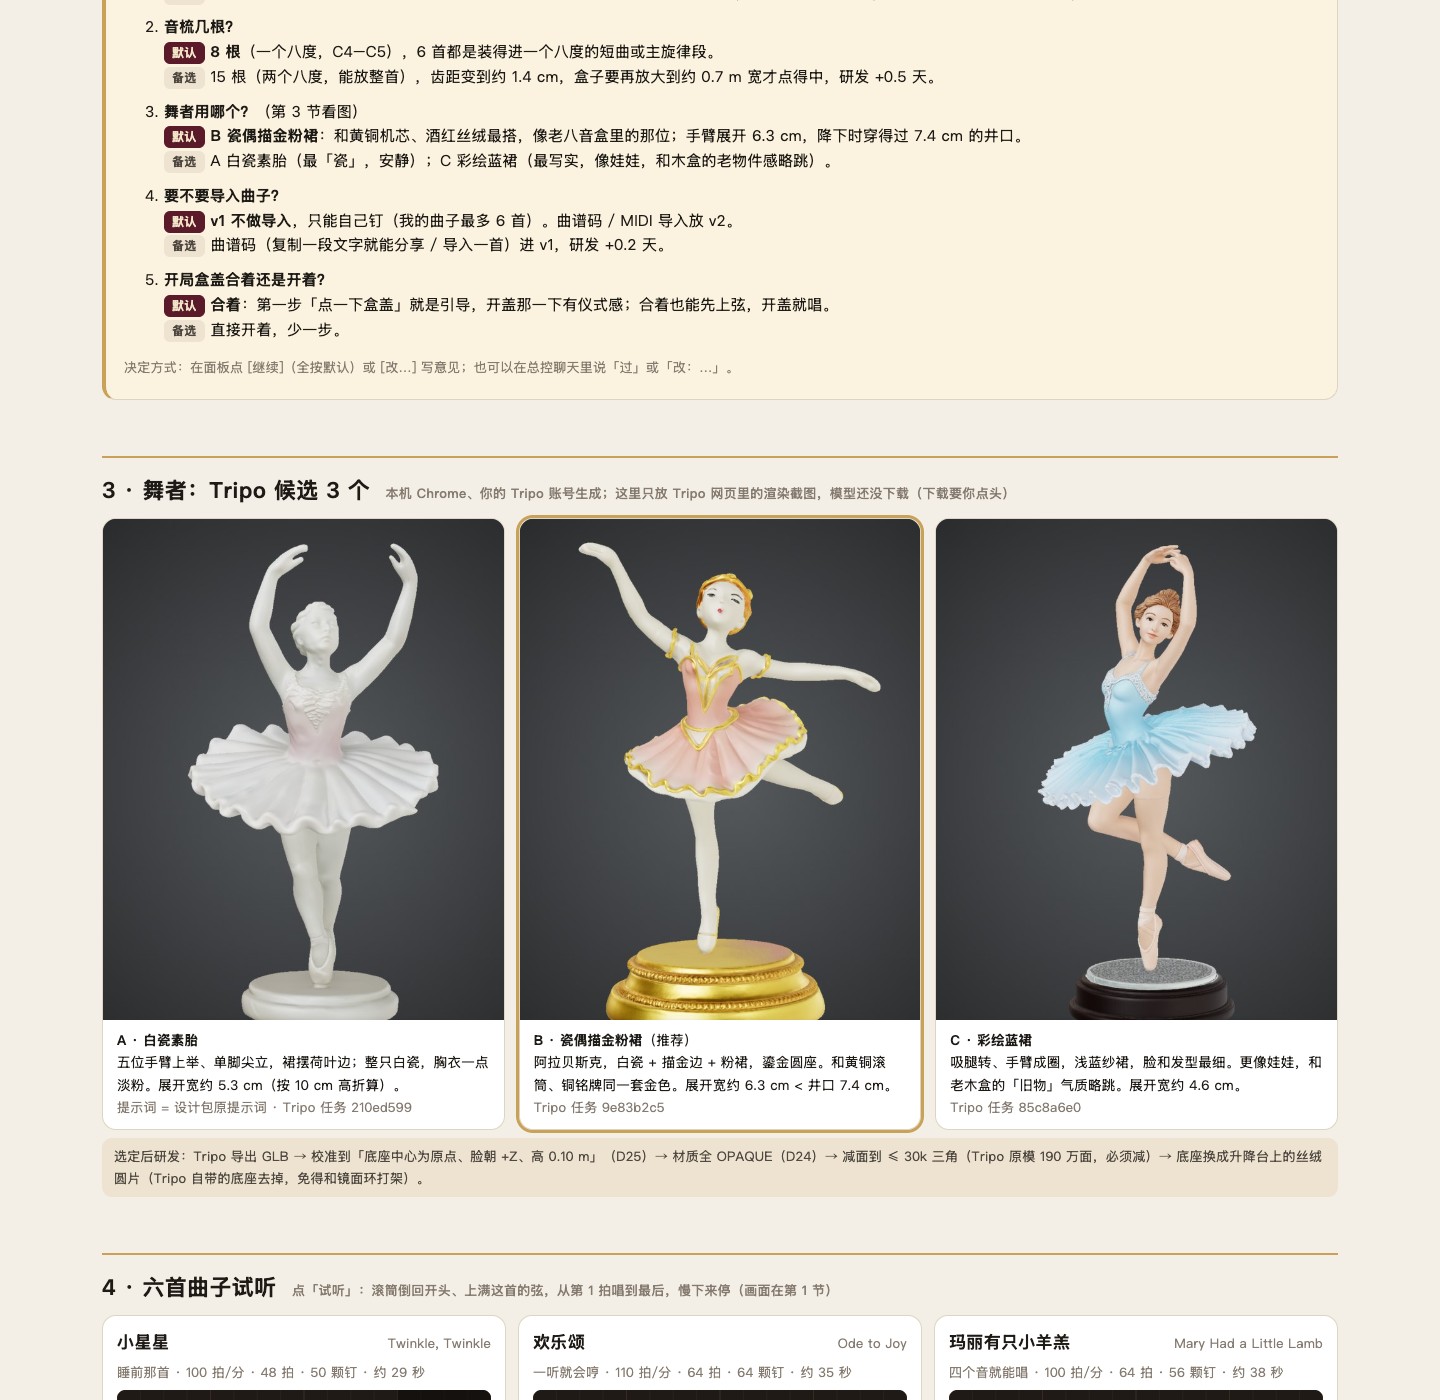 2. 音梳几根？
默认 8 根（一个八度，C4—C5），6 首都是装得进一个八度的短曲或主旋律段。
备选 15 根（两个八度，能放整首），齿距变到约 1.4 cm，盒子要再放大到约 0.7 m 宽才点得中，研发 +0.5 天。
3. 舞者用哪个？（第 3 节看图）
默认 B 瓷偶描金粉裙：和黄铜机芯、酒红丝绒最搭，像老八音盒里的那位；手臂展开 6.3 cm，降下时穿得过 7.4 cm 的井口。
备选 A 白瓷素胎（最「瓷」，安静）；C 彩绘蓝裙（最写实，像娃娃，和木盒的老物件感略跳）。
4. 要不要导入曲子？
默认 v1 不做导入，只能自己钉（我的曲子最多 6 首）。曲谱码 / MIDI 导入放 v2。
备选 曲谱码（复制一段文字就能分享 / 导入一首）进 v1，研发 +0.2 天。
5. 开局盒盖合着还是开着？
默认 合着：第一步「点一下盒盖」就是引导，开盖那一下有仪式感；合着也能先上弦，开盖就唱。
备选 直接开着，少一步。
决定方式：在面板点 [继续]（全按默认）或 [改…] 写意见；也可以在总控聊天里说「过」或「改：…」。
3 · 舞者：Tripo 候选 3 个 本机 Chrome、你的 Tripo 账号生成；这里只放 Tripo 网页里的渲染截图，模型还没下载（下载要你点头）
A · 白瓷素胎
五位手臂上举、单脚尖立，裙摆荷叶边；整只白瓷，胸衣一点
淡粉。展开宽约 5.3 cm（按 10 cm 高折算）。
提示词 = 设计包原提示词 · Tripo 任务 210ed599
B · 瓷偶描金粉裙（推荐）
阿拉贝斯克，白瓷 + 描金边 + 粉裙，鎏金圆座。和黄铜滚
筒、铜铭牌同一套金色。展开宽约 6.3 cm < 井口 7.4 cm。
Tripo 任务 9e83b2c5
C · 彩绘蓝裙
吸腿转、手臂成圈，浅蓝纱裙，脸和发型最细。更像娃娃，和
老木盒的「旧物」气质略跳。展开宽约 4.6 cm。
Tripo 任务 85c8a6e0
选定后研发：Tripo 导出 GLB → 校准到「底座中心为原点、脸朝 +Z、高 0.10 m」（D25）→ 材质全 OPAQUE（D24）→ 减面到 ≤ 30k 三角（Tripo 原模 190 万面，必须减）→ 底座换成升降台上的丝绒
圆片（Tripo 自带的底座去掉，免得和镜面环打架）。
4 · 六首曲子试听 点「试听」：滚筒倒回开头、上满这首的弦，从第 1 拍唱到最后，慢下来停（画面在第 1 节）
小星星 Twinkle, Twinkle
睡前那首 · 100 拍/分 · 48 拍 · 50 颗钉 · 约 29 秒
欢乐颂 Ode to Joy
一听就会哼 · 110 拍/分 · 64 拍 · 64 颗钉 · 约 35 秒
玛丽有只小羊羔 Mary Had a Little Lamb
四个音就能唱 · 100 拍/分 · 64 拍 · 56 颗钉 · 约 38 秒